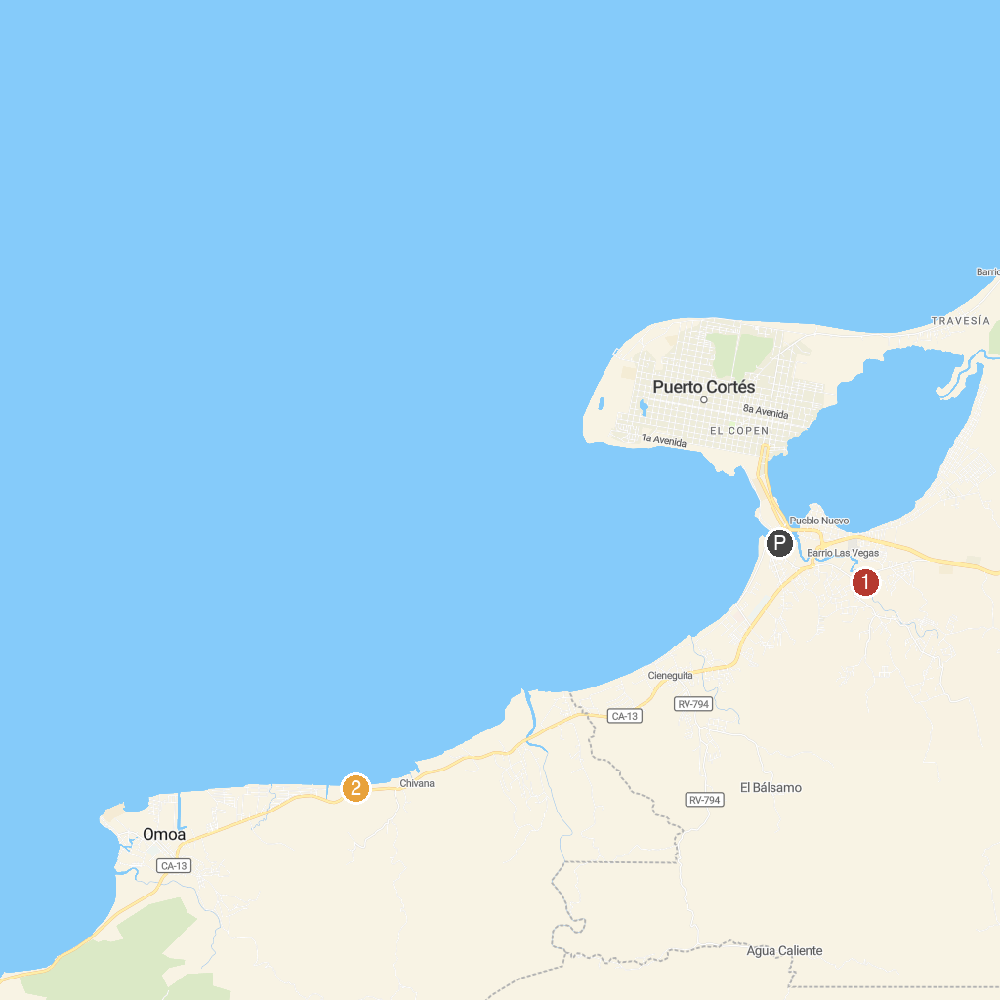 Barrio
TRAVESÍA
Puerto Cortés
8a Avenida
EL COPEN
1a Avenida
Pueblo Nuevo
P
Barrio Las Vegas
1
Cieneguita
RV-794
CA-13
2
Chivana
El Bálsamo
RV-794
Omoa
CA-13
Agua Caliente